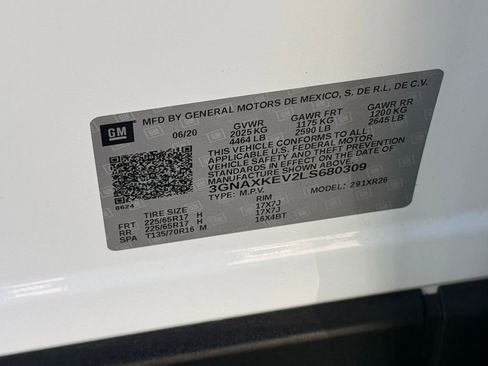 GM
MFD BY GENERAL MOTORS DE MEXICO, S. DE R.L. DE C.V.
06/20
GVWR GAWR FRT GAWR RR
2025 KG 1175 KG 1200 KG
4464 LB 2590 LB 2645 LB
THIS VEHICLE CONFORMS TO ALL
APPLICABLE U.S. FEDERAL MOTOR
VEHICLE SAFETY AND THEFT PREVENTION
STANDARDS IN EFFECT ON THE DATE OF
MANUFACTURE SHOWN ABOVE.
3GNAXKEV2LS680309
TYPE: M.P.V. MODEL: 291XR26
8624
TIRE SIZE RIM
FRT 225/65R17 H 17X7J
RR 225/65R17 H 17X7J
SPA T135/70R16 M 16X4BT